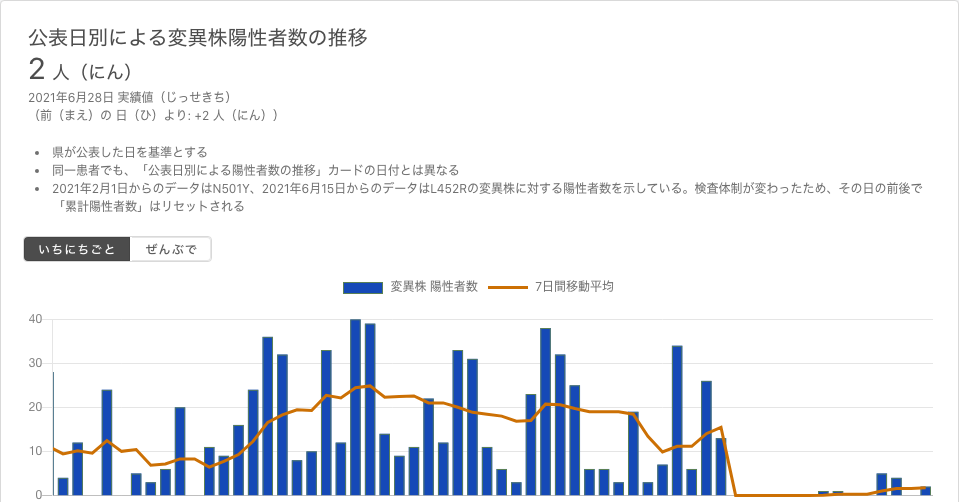 公表日別による変異株陽性者数の推移
2 人（にん）
2021年6月28日 実績値（じっせきち）
（前（まえ）の 日（ひ）より: +2 人（にん））
• 県が公表した日を基準とする
• 同一患者でも、「公表日別による陽性者数の推移」カードの日付とは異なる
• 2021年2月1日からのデータはN501Y、2021年6月15日からのデータはL452Rの変異株に対する陽性者数を示している。検査体制が変わったため、その日の前後で
「累計陽性者数」はリセットされる
いちにちごと ぜんぶで
変異株 陽性者数 7日間移動平均
40
30
20
10
0